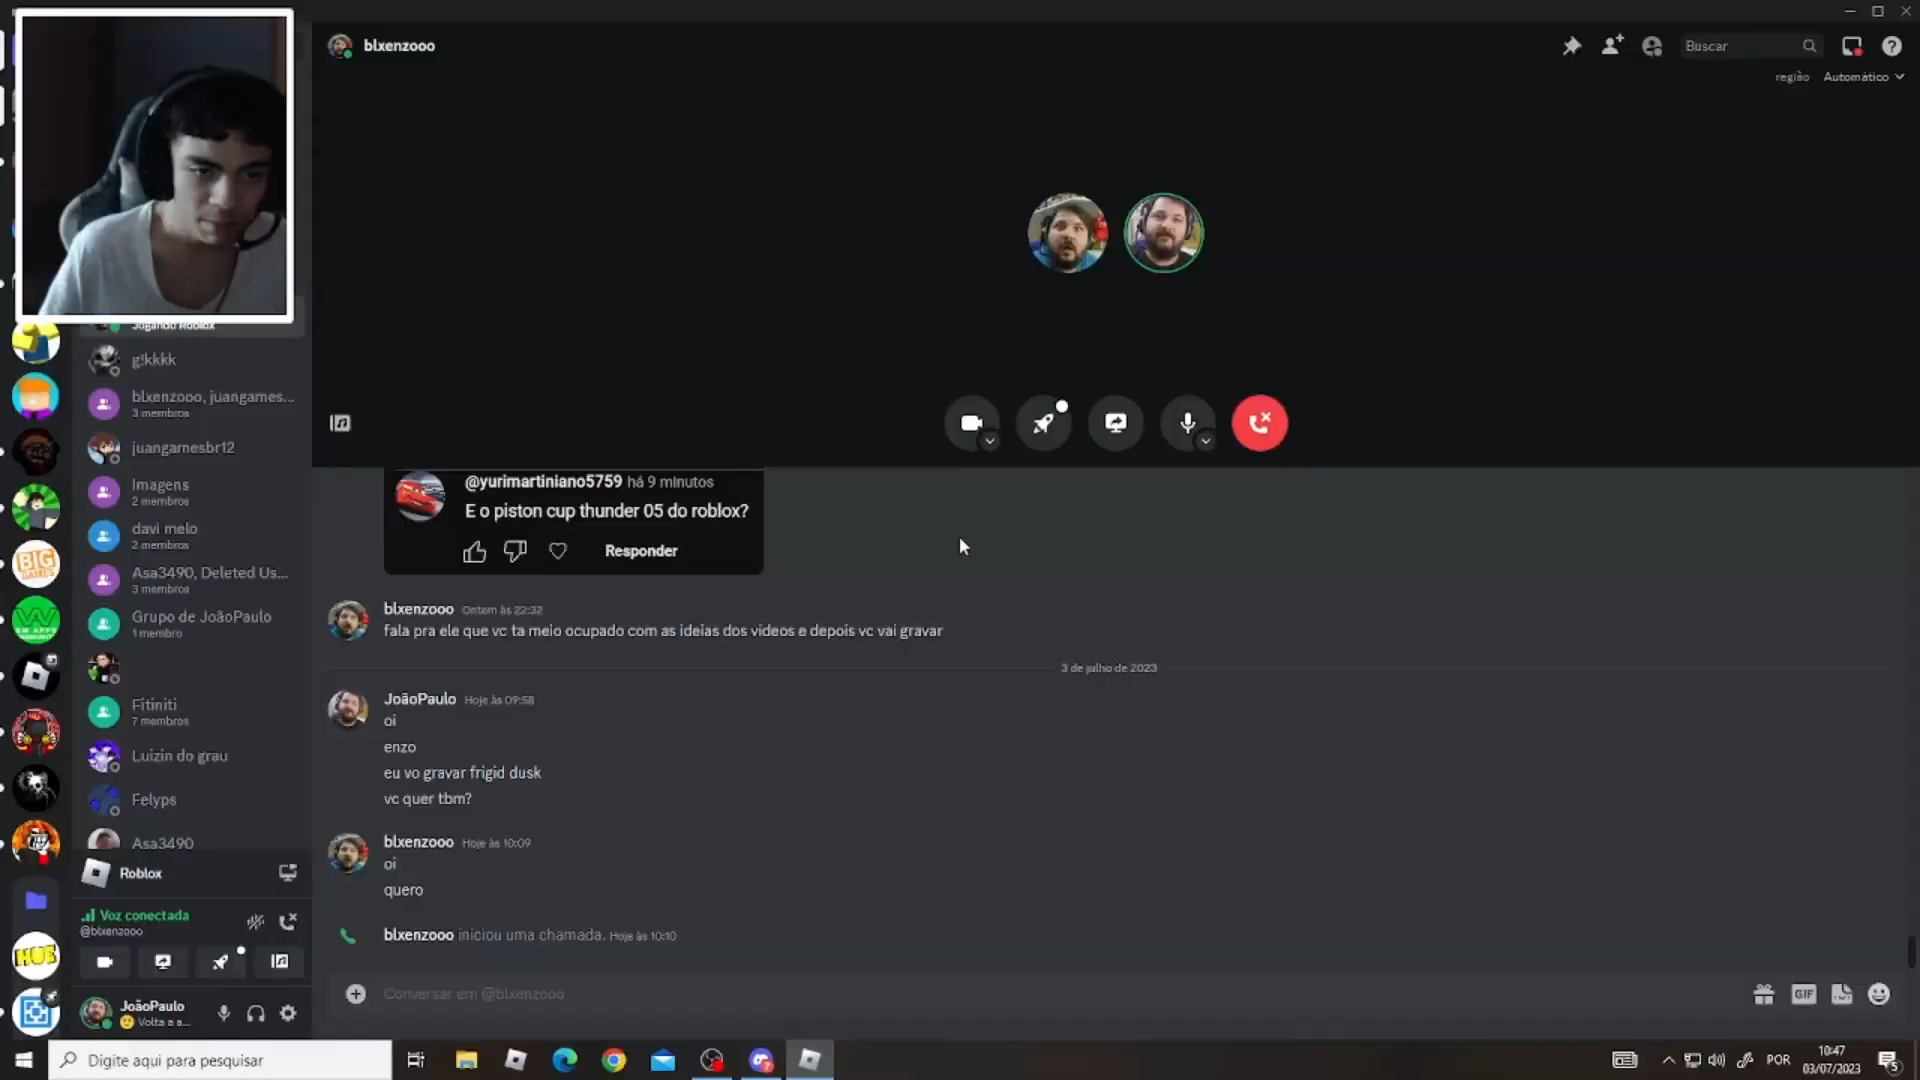 blxenzooo
Buscar
região Automático
Jogando Roblox
g!kkkk
blxenzooo, juangames...
3 membros
juangamesbr12
Imagens
2 membros
davi melo
2 membros
Asa3490, Deleted Us...
3 membros
Grupo de JoãoPaulo
1 membro
Fitiniti
7 membros
Luizin do grau
Felyps
Asa3490
BIG
HUE
Roblox
Voz conectada
@blxenzooo
JoãoPaulo
Volta a a...
@yurimartiniano5759 há 9 minutos
E o piston cup thunder 05 do roblox?
Responder
blxenzooo Ontem às 22:32
fala pra ele que vc ta meio ocupado com as ideias dos videos e depois vc vai gravar
3 de julho de 2023
JoãoPaulo Hoje às 09:58
oi
enzo
eu vo gravar frigid dusk
vc quer tbm?
blxenzooo Hoje às 10:09
oi
quero
blxenzooo iniciou uma chamada. Hoje às 10:10
Conversar em @blxenzooo
GIF
Digite aqui para pesquisar
POR
10:47
03/07/2023
5